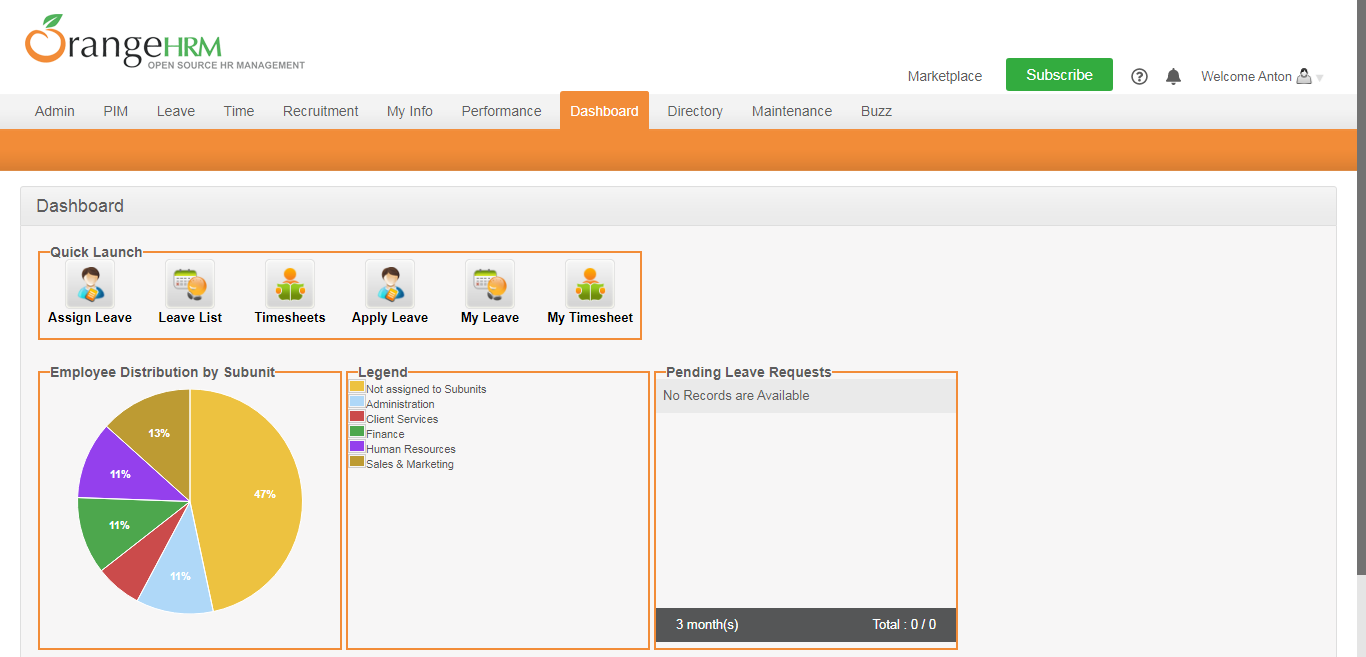 OrangeHRM
OPEN SOURCE HR MANAGEMENT
Marketplace Subscribe ? Welcome Anton
Admin PIM Leave Time Recruitment My Info Performance Dashboard Directory Maintenance Buzz
Dashboard
Quick Launch
Assign Leave Leave List Timesheets Apply Leave My Leave My Timesheet
Employee Distribution by Subunit
13%
11%
47%
11%
11%
Legend
Not assigned to Subunits
Administration
Client Services
Finance
Human Resources
Sales & Marketing
Pending Leave Requests
No Records are Available
3 month(s) Total : 0 / 0